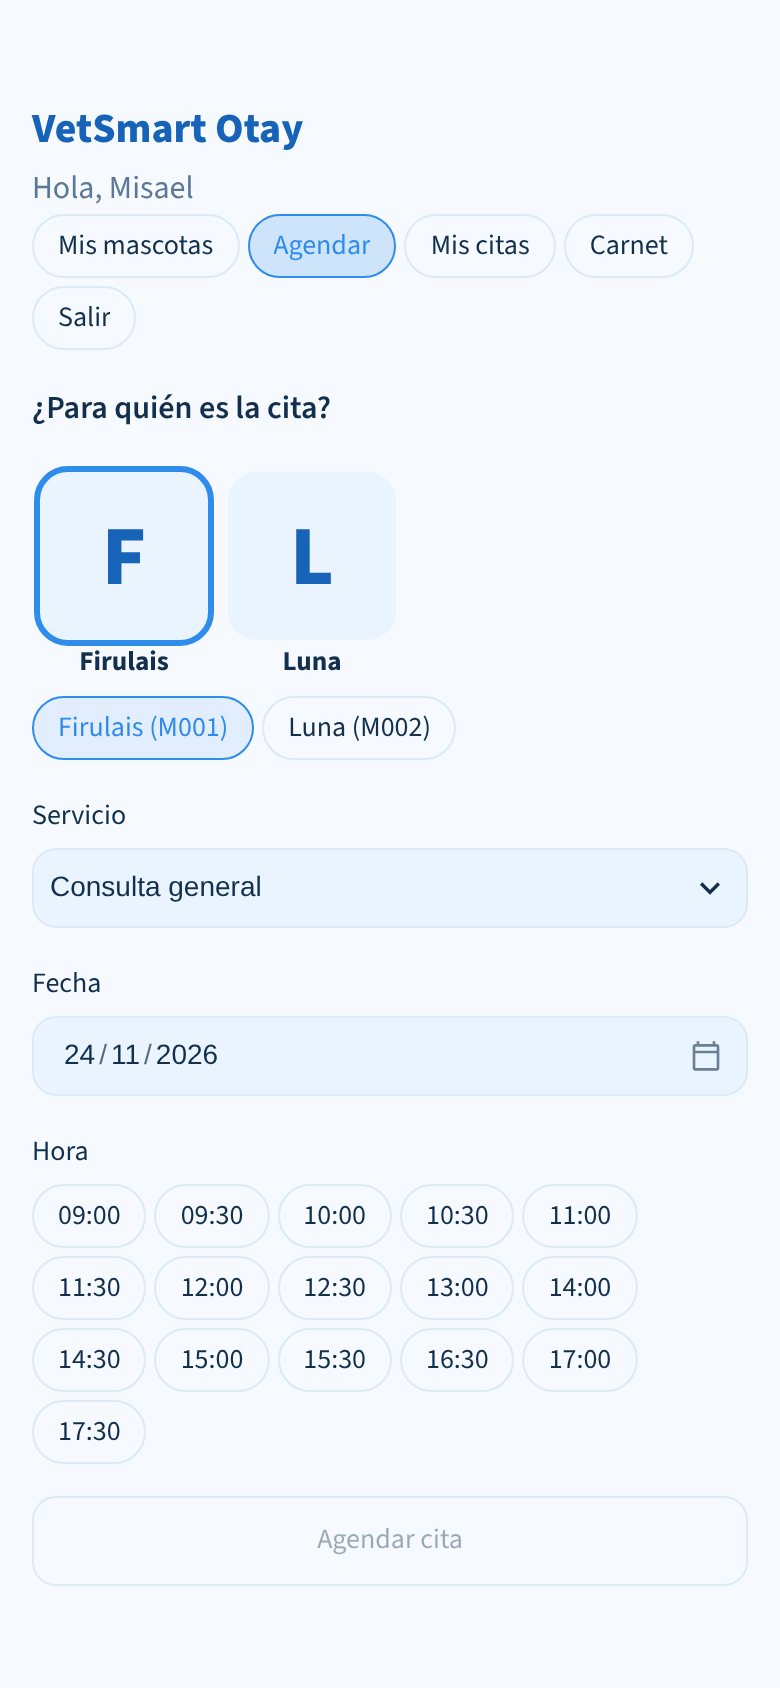 VetSmart Otay
Hola, Misael
Mis mascotas Agendar Mis citas Carnet
Salir
¿Para quién es la cita?
F L
Firulais Luna
Firulais (M001) Luna (M002)
Servicio
Consulta general
Fecha
24/11/2026
Hora
09:00 09:30 10:00 10:30 11:00
11:30 12:00 12:30 13:00 14:00
14:30 15:00 15:30 16:30 17:00
17:30
Agendar cita